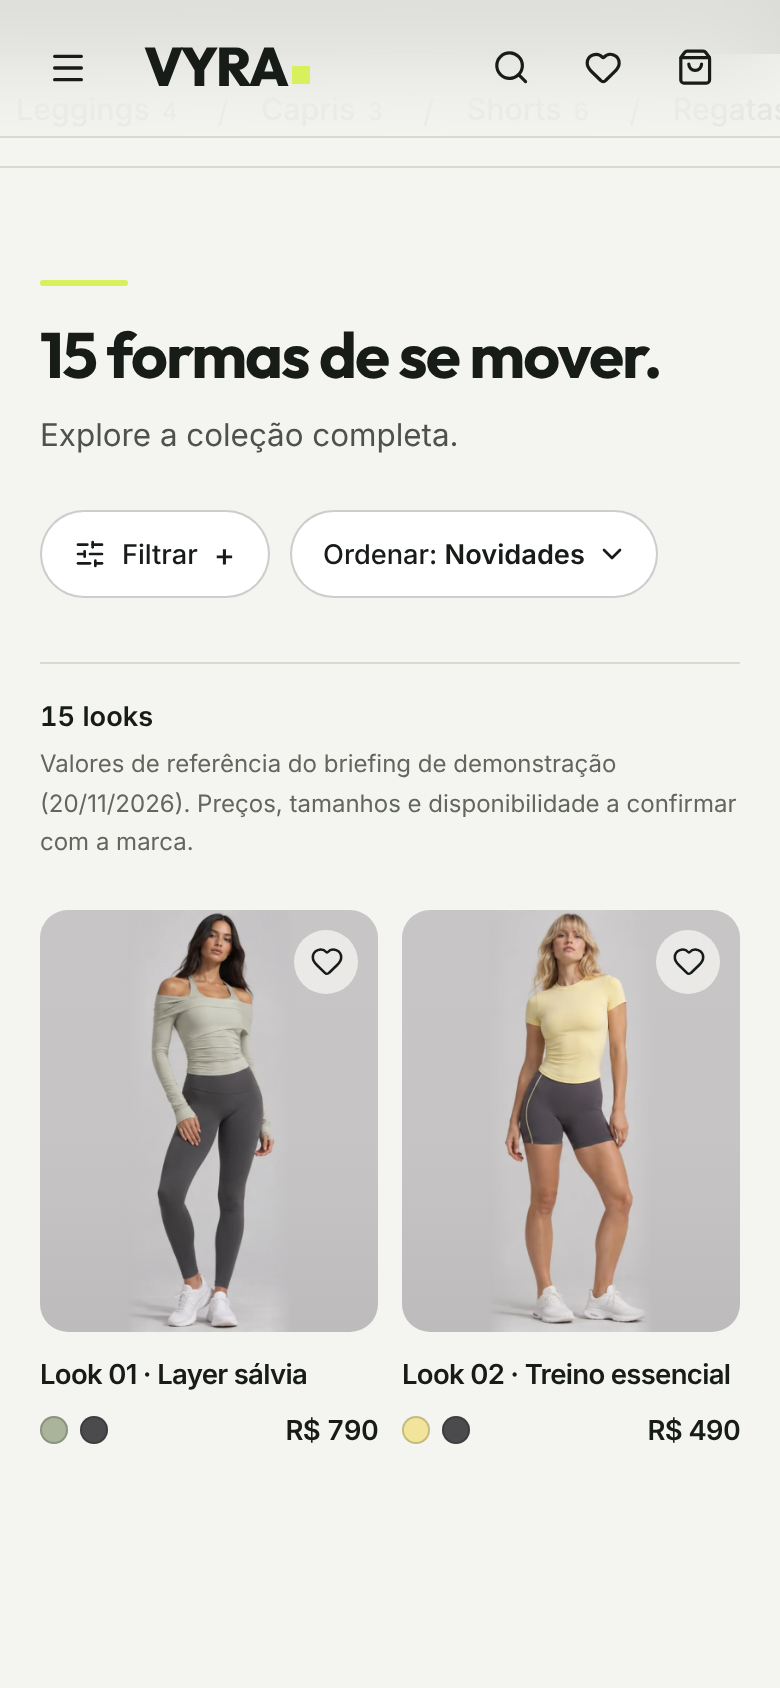 VYRA
Leggings 4 / Capris 3 / Shorts 6 / Regatas
15 formas de se mover.
Explore a coleção completa.
Filtrar +
Ordenar: Novidades
15 looks
Valores de referência do briefing de demonstração
(20/11/2026). Preços, tamanhos e disponibilidade a confirmar
com a marca.
Look 01 · Layer sálvia
R$ 790
Look 02 · Treino essencial
R$ 490